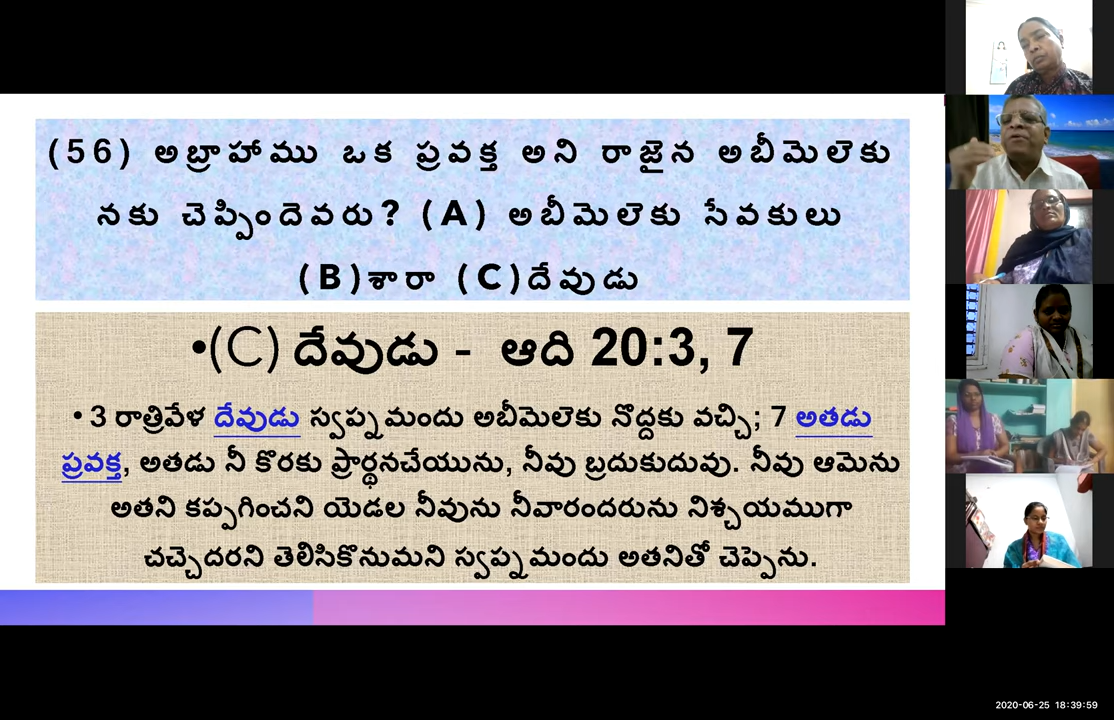 (56) అబ్రాహాము ఒక ప్రవక్త అని రాజైన అబీమెలెకు
నకు చెప్పిందెవరు? (A) అబీమెలెకు సేవకులు
(B)శారా (C)దేవుడు
•(C) దేవుడు - ఆది 20:3, 7
• 3 రాత్రివేళ దేవుడు స్వప్నమందు అబీమెలెకు నొద్దకు వచ్చి; 7 అతడు
ప్రవక్త, అతడు నీ కొరకు ప్రార్థనచేయును, నీవు బ్రదుకుదువు. నీవు ఆమెను
అతని కప్పగించని యెడల నీవును నీవారందరును నిశ్చయముగా
చచ్చెదరని తెలిసికొనుమని స్వప్నమందు అతనితో చెప్పెను.
2020-06-25 18:39:59